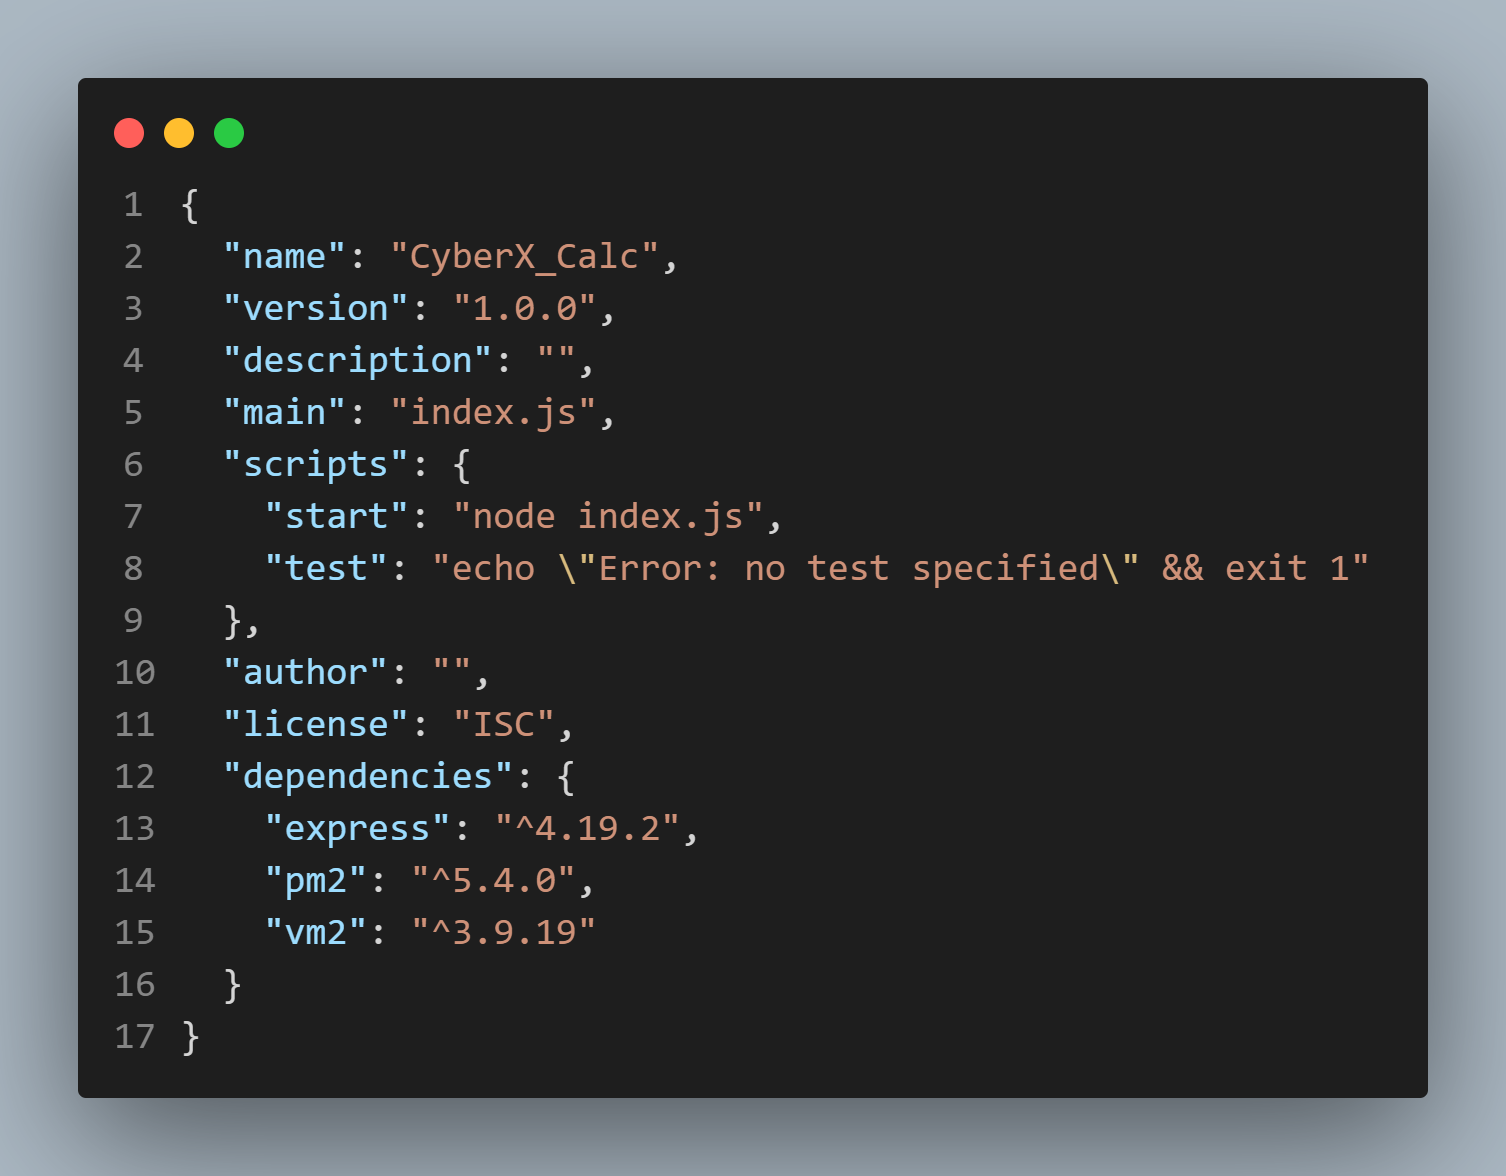 1 {
2   "name": "CyberX_Calc",
3   "version": "1.0.0",
4   "description": "",
5   "main": "index.js",
6   "scripts": {
7     "start": "node index.js",
8     "test": "echo \"Error: no test specified\" && exit 1"
9   },
10   "author": "",
11   "license": "ISC",
12   "dependencies": {
13     "express": "^4.19.2",
14     "pm2": "^5.4.0",
15     "vm2": "^3.9.19"
16   }
17 }